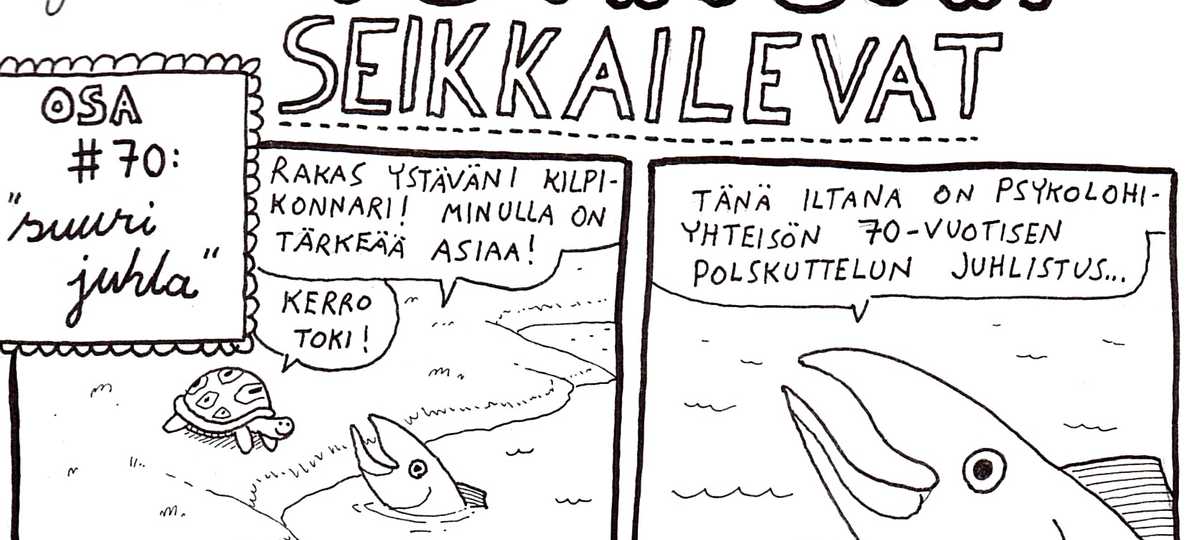 SEIKKAILEVAT
OSA
#70:
"suuri
juhla"
RAKAS YSTÄVÄNI KILPI-
KONNARI! MINULLA ON
TÄRKEÄÄ ASIAA!
KERRO
TOKI!
TÄNÄ ILTANA ON PSYKOLOHI-
YHTEISÖN 70-VUOTISEN
POLSKUTTELUN JUHLISTUS...